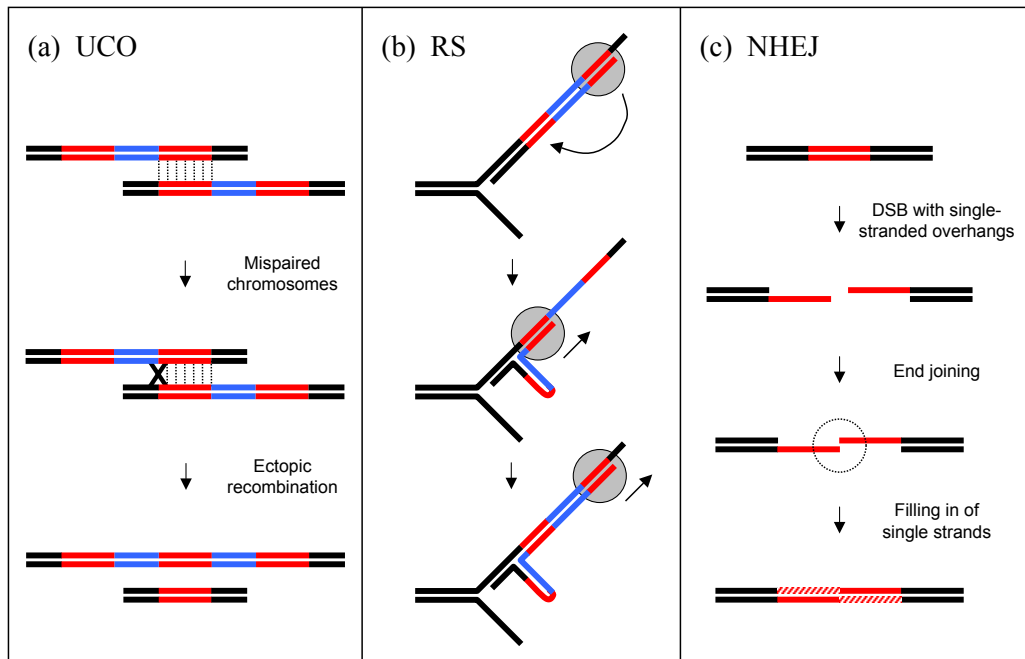 (a) UCO
Mispaired
chromosomes
Ectopic
recombination
(b) RS
(c) NHEJ
DSB with single-
stranded overhangs
End joining
Filling in of
single strands